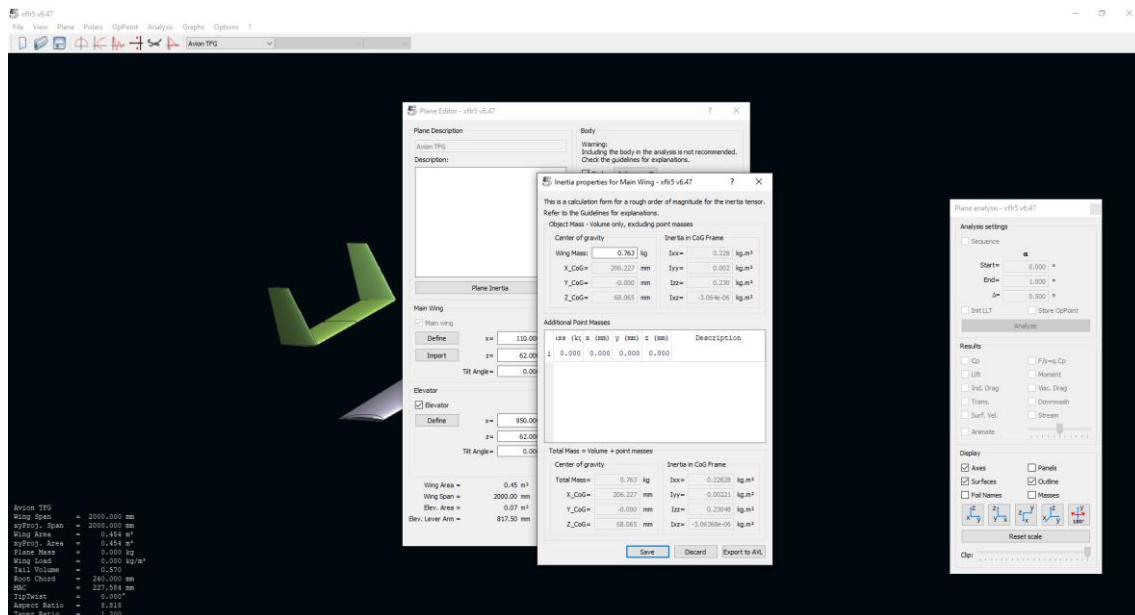 xflr5 v6.47
File View Plane Polars OpPoint Analysis Graphs Options ?
Avion TFG
Plane Editor - xflr5 v6.47 ?
Plane Description
Avion TFG
Description:
Plane Inertia
Main Wing
Main wing
Define x= 110.00
Import z= 62.00
Tilt Angle= 0.00
Elevator
Elevator
Define x= 950.00
z= 62.00
Tilt Angle= 0.00
Wing Area = 0.45 m²
Wing Span = 2000.00 mm
Elev. Area = 0.07 m²
Elev. Lever Arm = 817.50 mm
Body
Warning:
Including the body in the analysis is not recommended.
Check the guidelines for explanations.
Inertia properties for Main Wing - xflr5 v6.47 ?
This is a calculation form for a rough order of magnitude for the inertia tensor.
Refer to the Guidelines for explanations.
Object Mass - Volume only, excluding point masses
Center of gravity Inertia in CoG Frame
Wing Mass: 0.763 kg Ixx= 0.228 kg.m²
X_CoG= 206.227 mm Iyy= 0.002 kg.m²
Y_CoG= -0.000 mm Izz= 0.230 kg.m²
Z_CoG= 68.065 mm Ixz= -3.064e-06 kg.m²
Additional Point Masses
x (mm) y (mm) z (mm) Description
1 0.000 0.000 0.000 0.000
Total Mass = Volume + point masses
Center of gravity Inertia in CoG Frame
Total Mass= 0.763 kg Ixx= 0.22828 kg.m²
X_CoG= 206.227 mm Iyy= 0.00221 kg.m²
Y_CoG= -0.000 mm Izz= 0.23048 kg.m²
Z_CoG= 68.065 mm Ixz= -3.06368e-06 kg.m²
Save Discard Export to AVL
Plane analysis - xflr5 v6.47
Analysis settings
Sequence
α
Start= 0.000 °
End= 1.000 °
Δ= 0.500 °
Init LLT Store OpPoint
Analyze
Results
Cp F/s=q.Cp
Lift Moment
Ind. Drag Visc. Drag
Trans. Downwash
Surf. Vel. Stream
Animate
Display
Axes Panels
Surfaces Outline
Foil Names Masses
Reset scale
Clip:
Avion TFG
Wing Span = 2000.000 mm
xyProj. Span = 2000.000 mm
Wing Area = 0.454 m²
xyProj. Area = 0.454 m²
Plane Mass = 0.000 kg
Wing Load = 0.000 kg/m²
Tail Volume = 0.570
Root Chord = 240.000 mm
MAC = 227.584 mm
TipTwist = 0.000°
Aspect Ratio = 8.818
Taper Ratio = 1.200